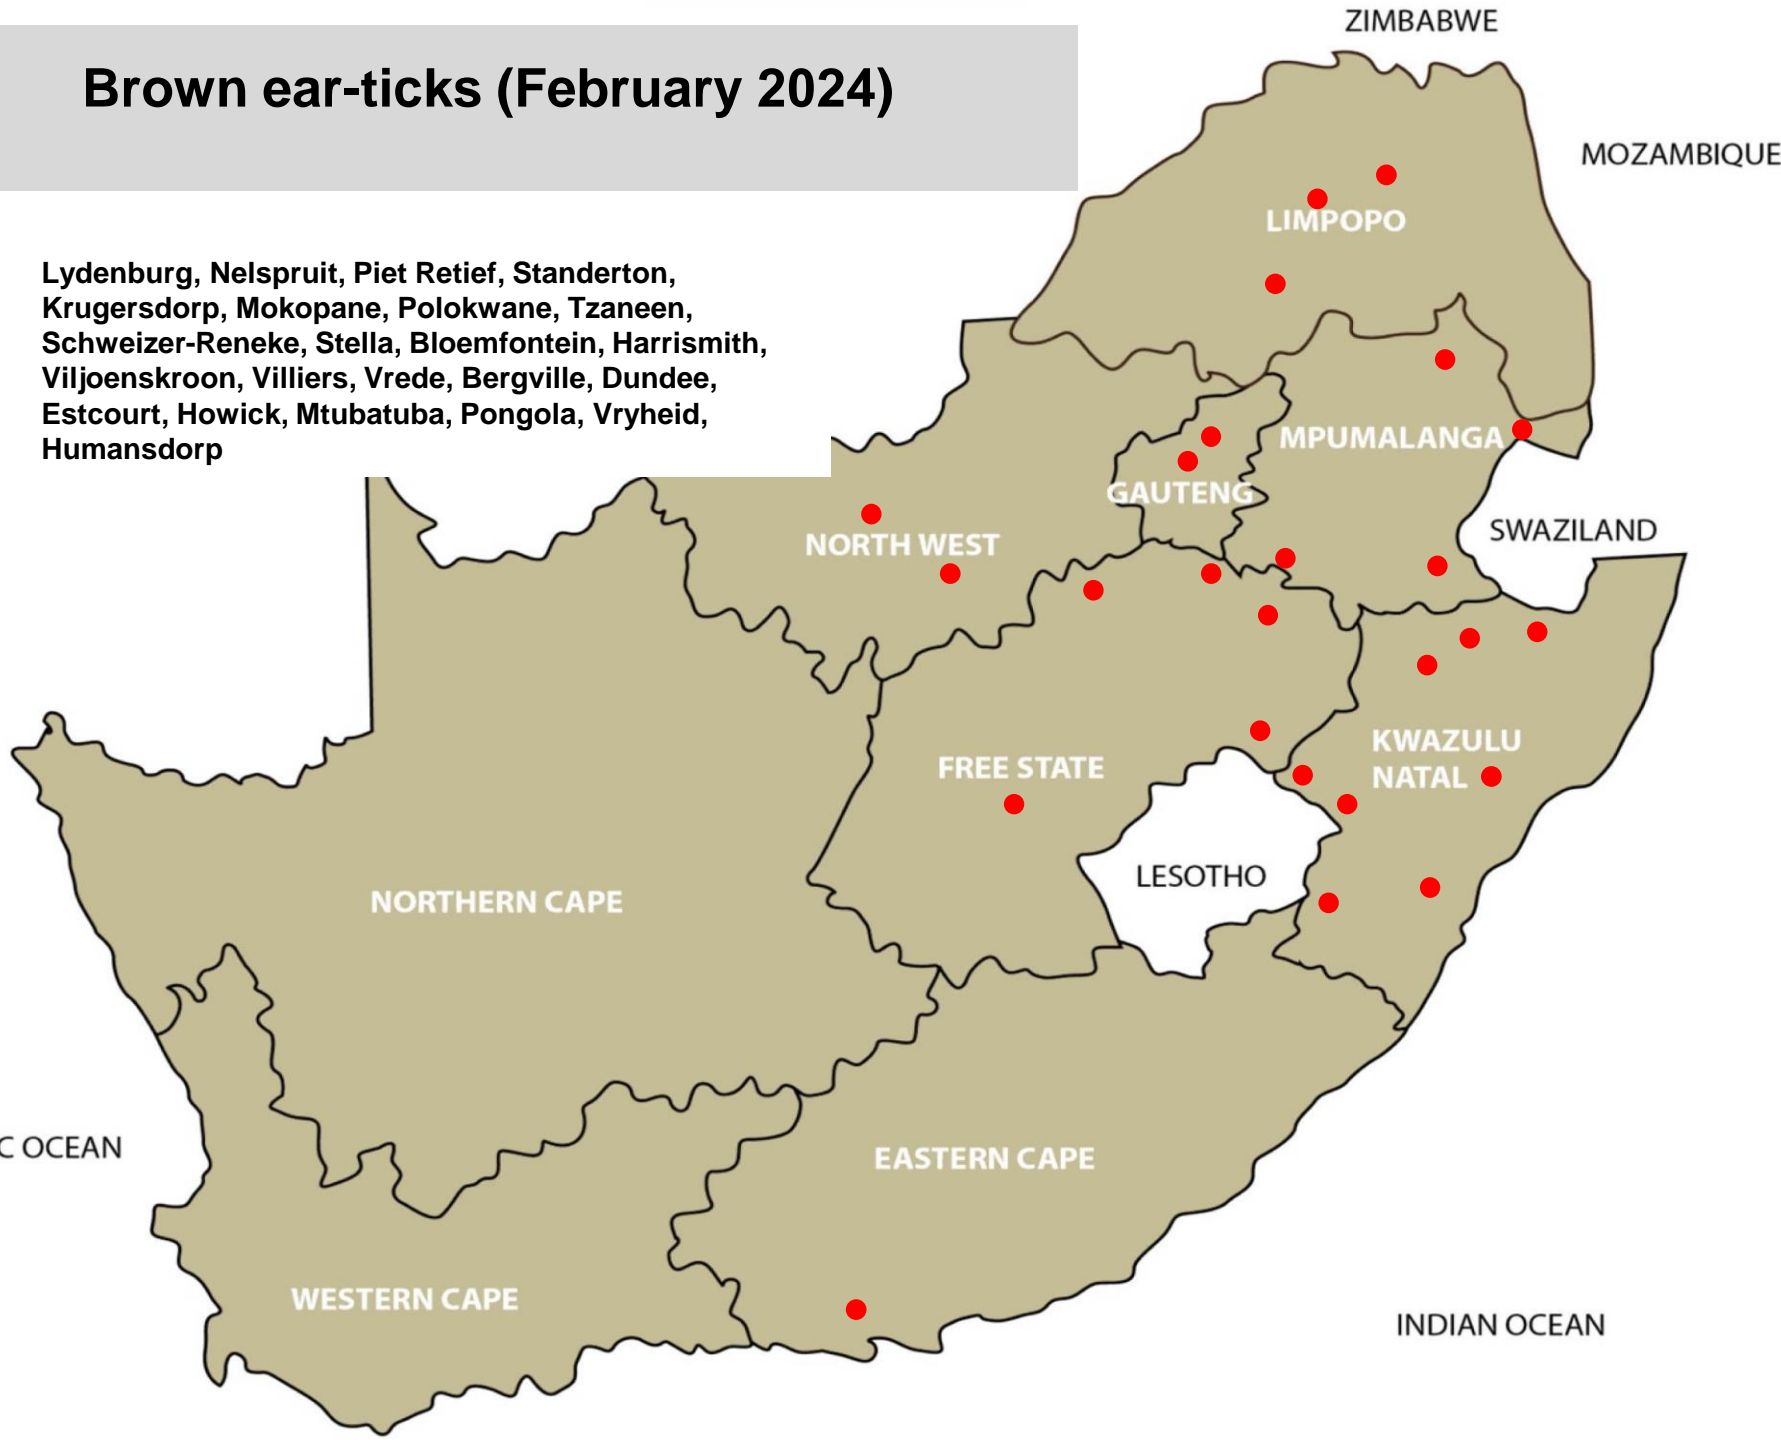 ZIMBABWE
Brown ear-ticks (February 2024)
MOZAMBIQUE
LIMPOPO
Lydenburg, Nelspruit, Piet Retief, Standerton,
Krugersdorp, Mokopane, Polokwane, Tzaneen,
Schweizer-Reneke, Stella, Bloemfontein, Harrismith,
Viljoenskroon, Villiers, Vrede, Bergville, Dundee,
Estcourt, Howick, Mtubatuba, Pongola, Vryheid,
Humansdorp
MPUMALANGA
GAUTENG
SWAZILAND
NORTH WEST
KWAZULU
NATAL
FREE STATE
LESOTHO
NORTHERN CAPE
C OCEAN
EASTERN CAPE
WESTERN CAPE
INDIAN OCEAN